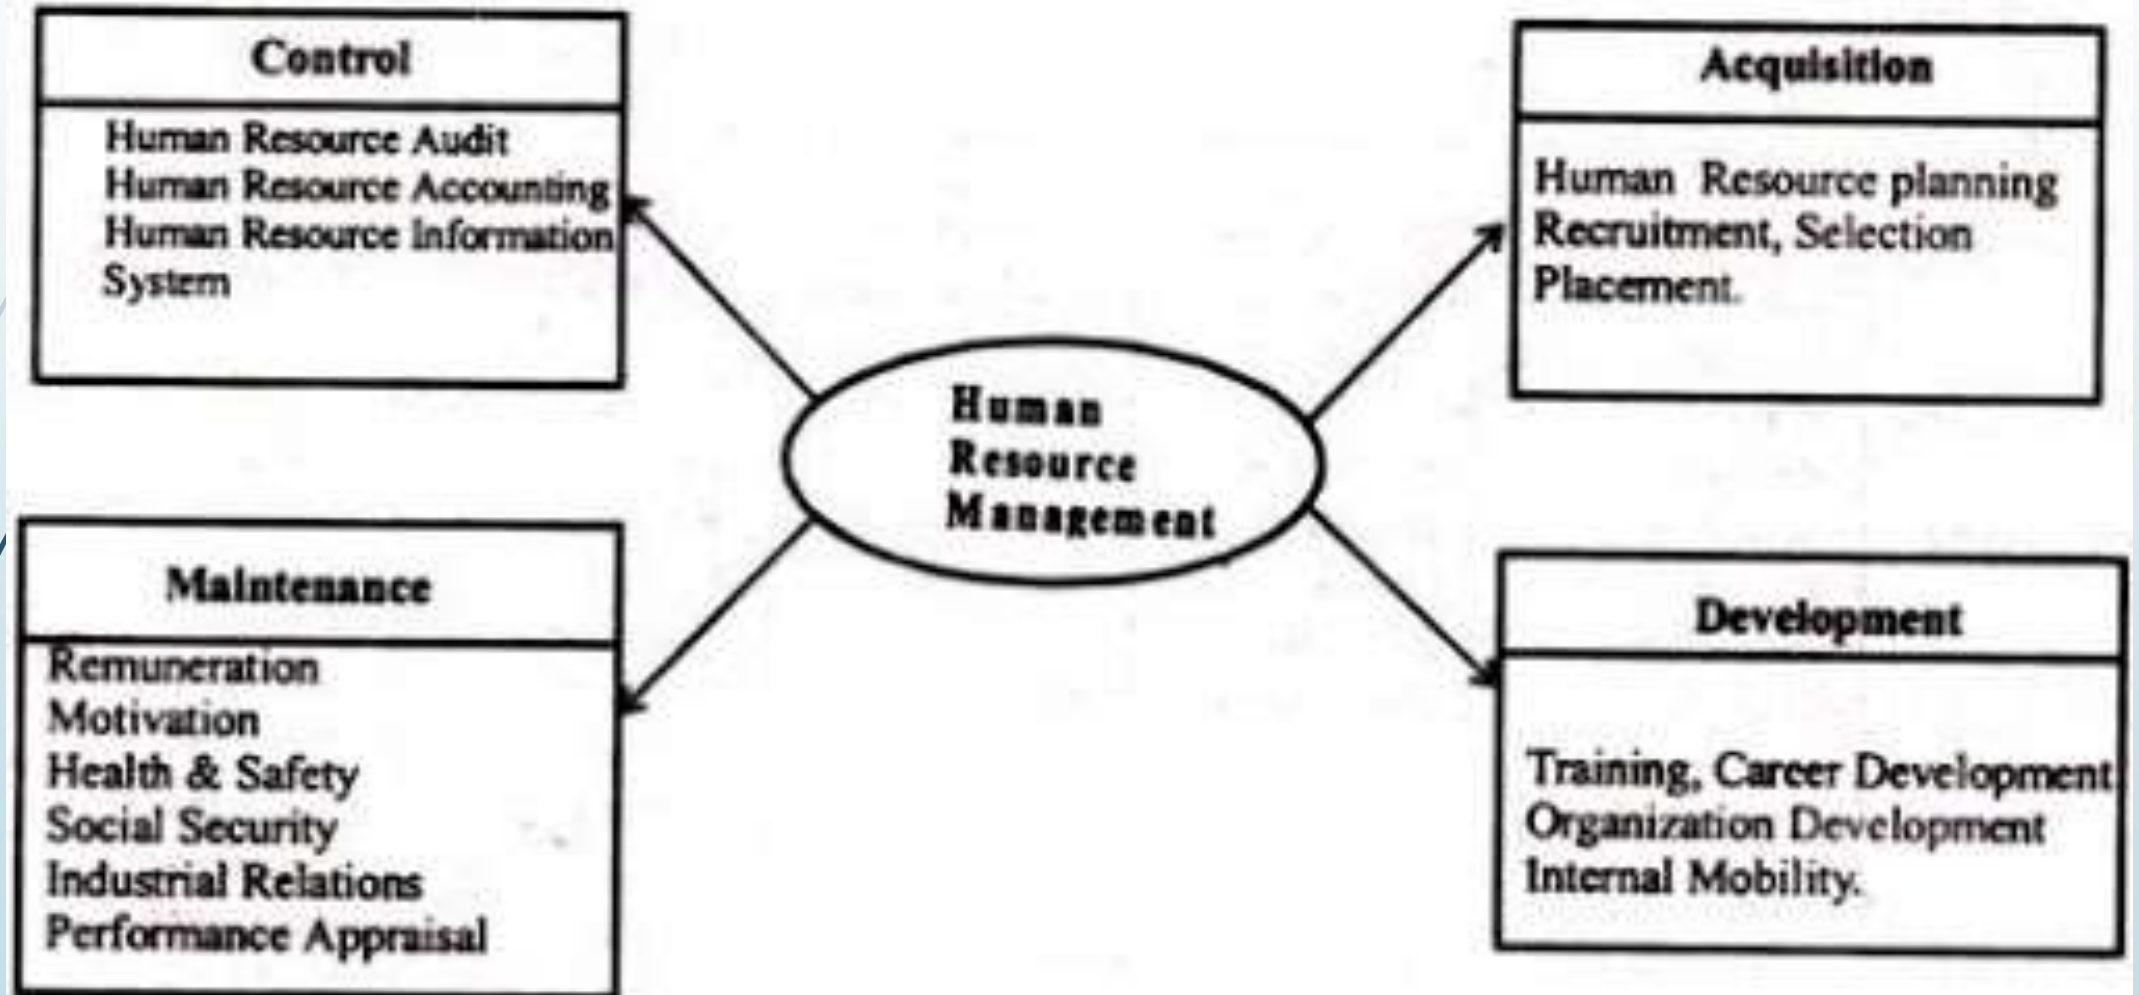 Control
Human Resource Audit
Human Resource Accounting
Human Resource Information
System
Acquisition
Human Resource planning
Recruitment, Selection
Placement.
Human
Resource
Management
Maintenance
Remuneration
Motivation
Health & Safety
Social Security
Industrial Relations
Performance Appraisal
Development
Training, Career Development
Organization Development
Internal Mobility.